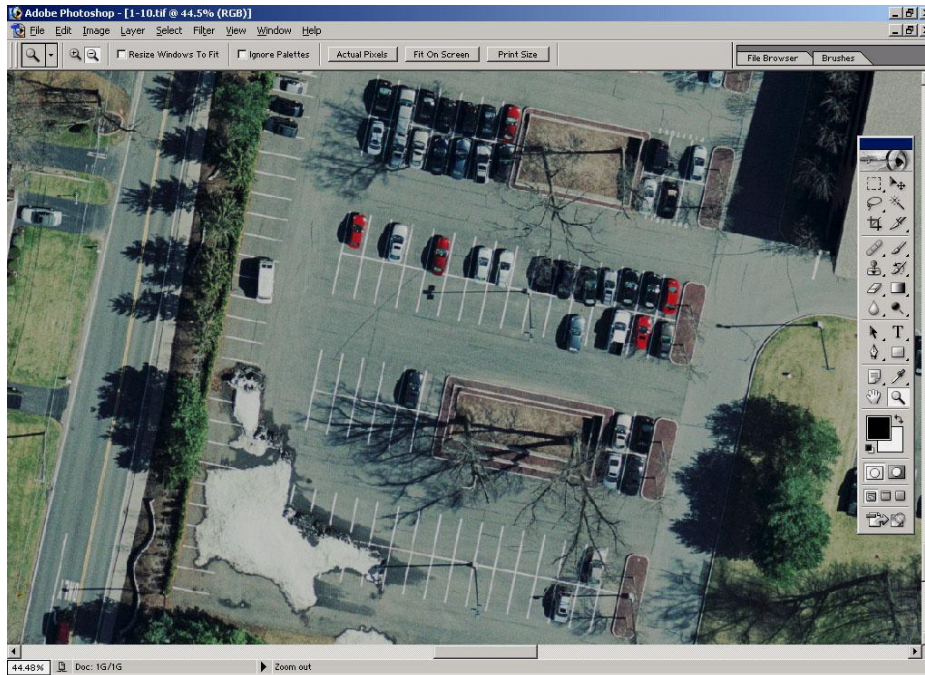 Adobe Photoshop - [1-10.tif @ 44.5% (RGB)]
File Edit Image Layer Select Filter View Window Help
Resize Windows To Fit Ignore Palettes Actual Pixels Fit On Screen Print Size File Browser Brushes
T
44.48% Doc: 1G/1G Zoom out